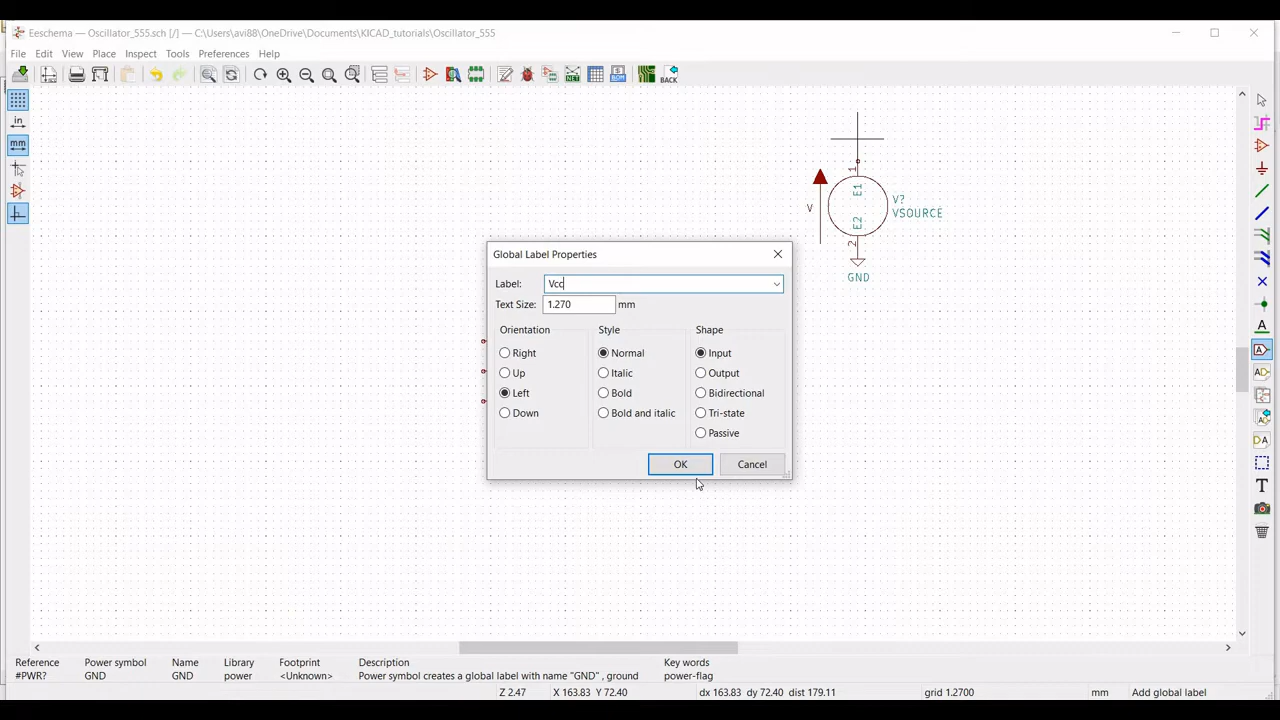 Eeschema — Oscillator_555.sch [/] — C:\Users\avi88\OneDrive\Documents\KICAD_tutorials\Oscillator_555
File Edit View Place Inspect Tools Preferences Help
BACK
in
mm
1
E1
V
V?
VSOURCE
E2
2
GND
Global Label Properties
Label: Vcc
Text Size: 1.270 mm
Orientation Style Shape
Right Normal Input
Up Italic Output
Left Bold Bidirectional
Down Bold and italic Tri-state
Passive
OK Cancel
Reference Power symbol Name Library Footprint Description Key words
#PWR? GND GND power <Unknown> Power symbol creates a global label with name "GND" , ground power-flag
Z 2.47 X 163.83 Y 72.40 dx 163.83 dy 72.40 dist 179.11 grid 1.2700 mm Add global label